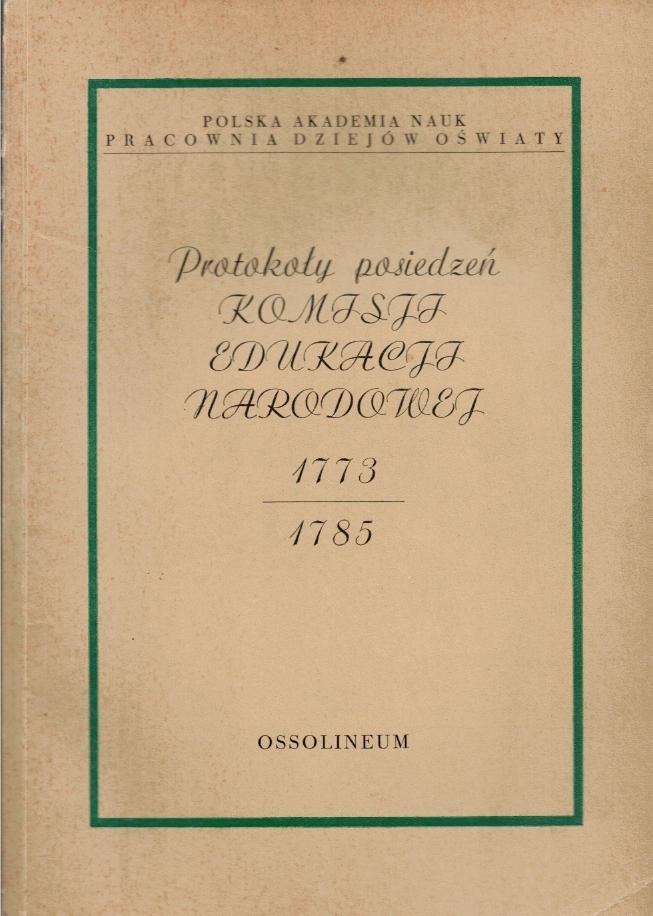 POLSKA AKADEMIA NAUK
PRACOWNIA DZIEJÓW OŚWIATY
Protokoły posiedzeń
KOMISJI
EDUKACJI
NARODOWEJ
1773
1785
OSSOLINEUM